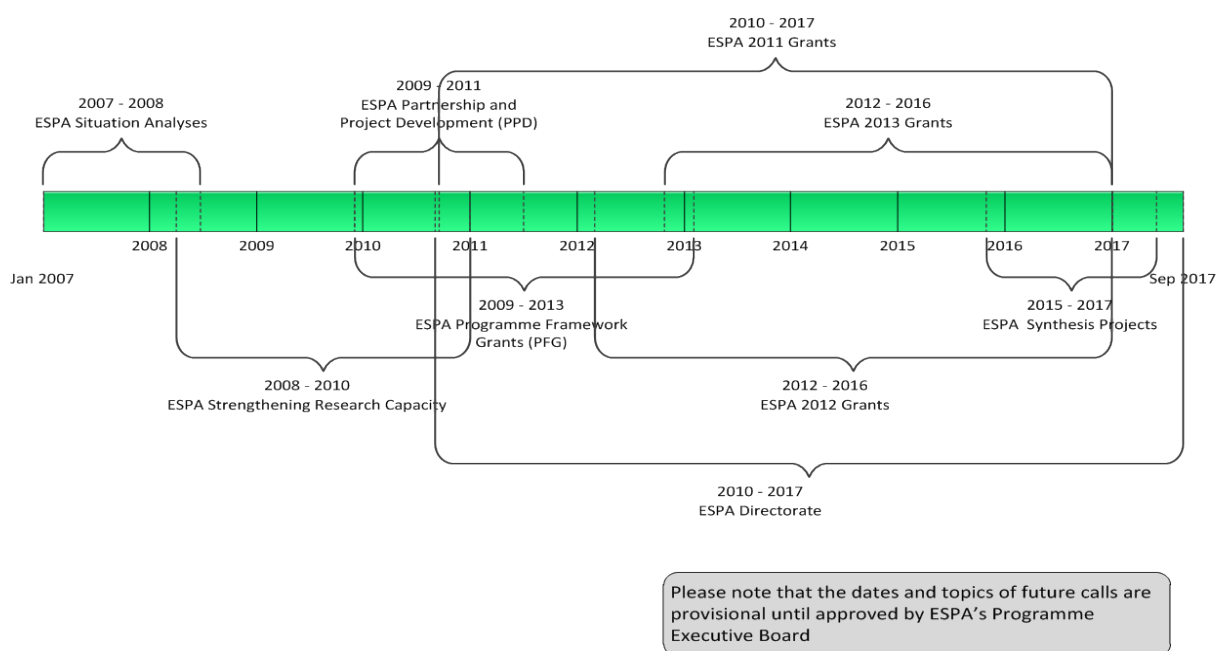 2010 - 2017
ESPA 2011 Grants
2009 - 2011
ESPA Partnership and
Project Development (PPD)
2007 - 2008
ESPA Situation Analyses
2012 - 2016
ESPA 2013 Grants
2008
2009
2010
2011
2012
2013
2014
2015
2016
2017
Jan 2007
Sep 2017
2009 - 2013
ESPA Programme Framework
Grants (PFG)
2015 - 2017
ESPA  Synthesis Projects
2008 - 2010
ESPA Strengthening Research Capacity
2012 - 2016
ESPA 2012 Grants
2010 - 2017
ESPA Directorate
Please note that the dates and topics of future calls are
provisional until approved by ESPA’s Programme
Executive Board